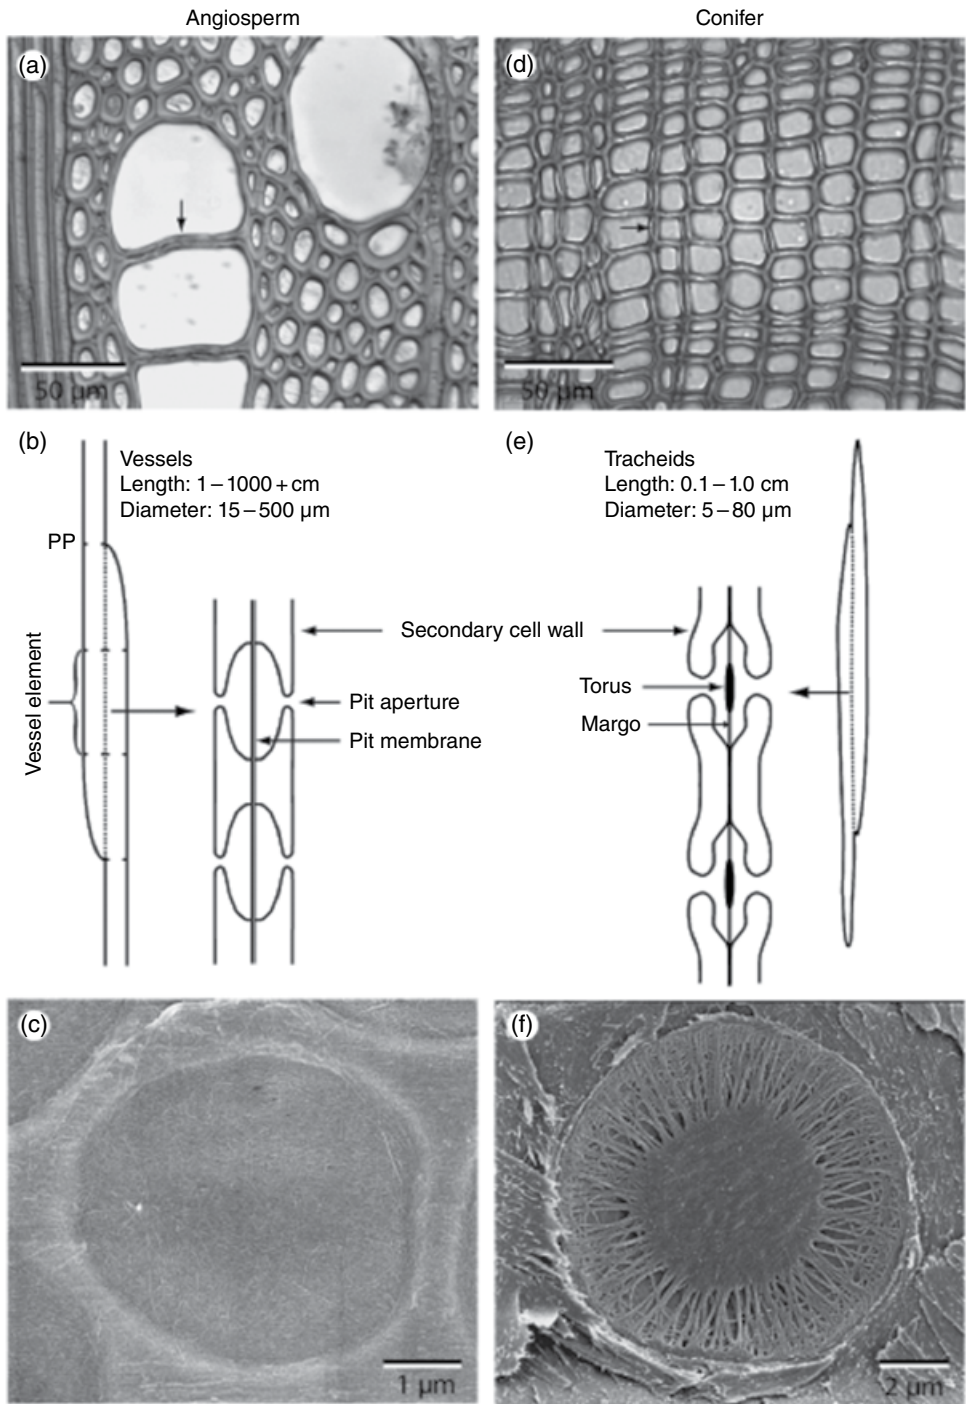 Angiosperm
Conifer
(a)
50 µm
(d)
50 µm
(b)
Vessels
Length: 1–1000+cm
Diameter: 15–500 µm
PP
Vessel element
(e)
Tracheids
Length: 0.1–1.0 cm
Diameter: 5–80 µm
Secondary cell wall
Pit aperture
Pit membrane
Torus
Margo
(c)
1 µm
(f)
2 µm